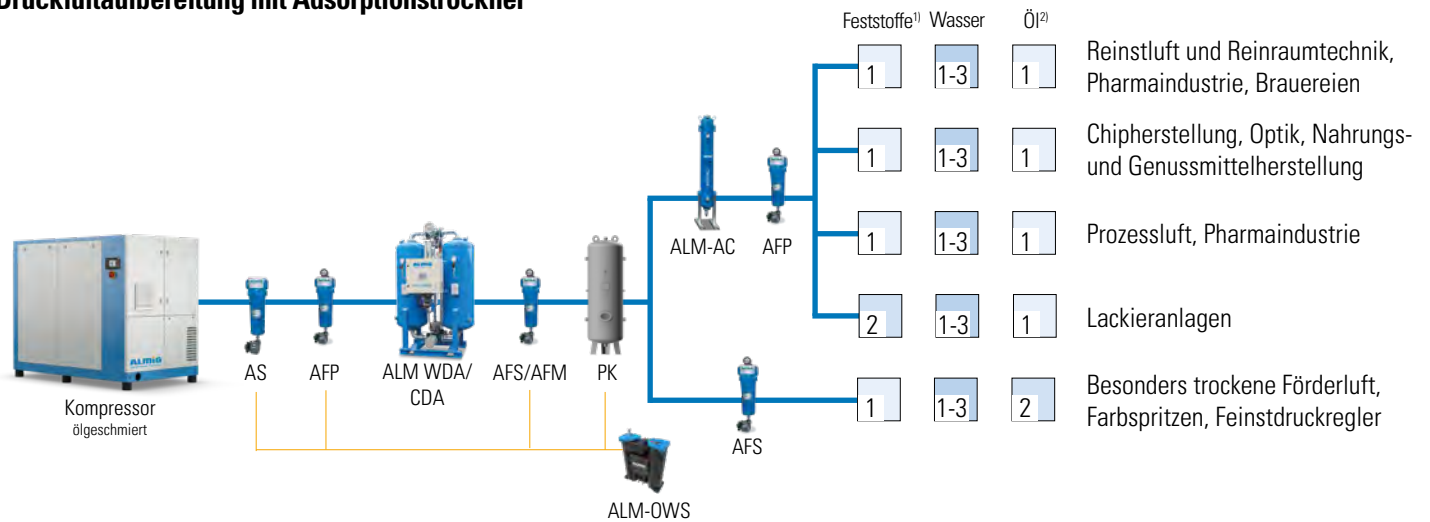 Druckluftaufbereitung mit Adsorptionstrockner
Feststoffe¹⁾ Wasser Öl²⁾
1 1-3 1
Reinstluft und Reinraumtechnik,
Pharmaindustrie, Brauereien
1 1-3 1
Chipherstellung, Optik, Nahrungs-
und Genussmittelherstellung
ALM-AC AFP
1 1-3 1
Prozessluft, Pharmaindustrie
2 1-3 1
Lackieranlagen
ALMiG
AS AFP ALM WDA/
CDA
AFS/AFM PK
1 1-3 2
Besonders trockene Förderluft,
Farbspritzen, Feinstdruckregler
Kompressor
ölgeschmiert
AFS
ALM-OWS